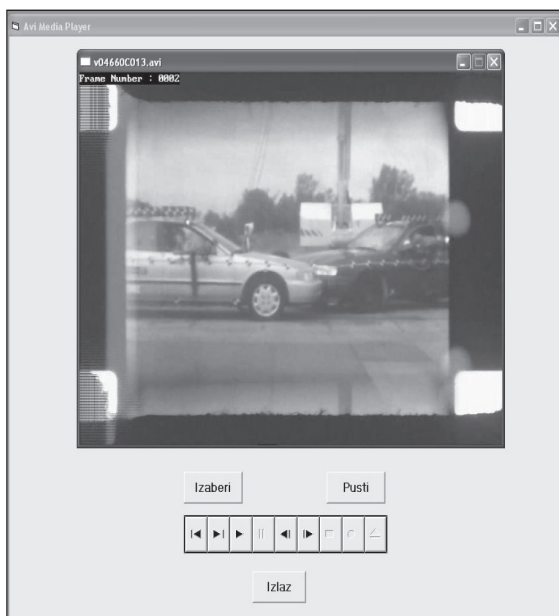 Avi Media Player
v04660C013.avi
Frame Number : 0002
Izaberi
Pusti
Izlaz